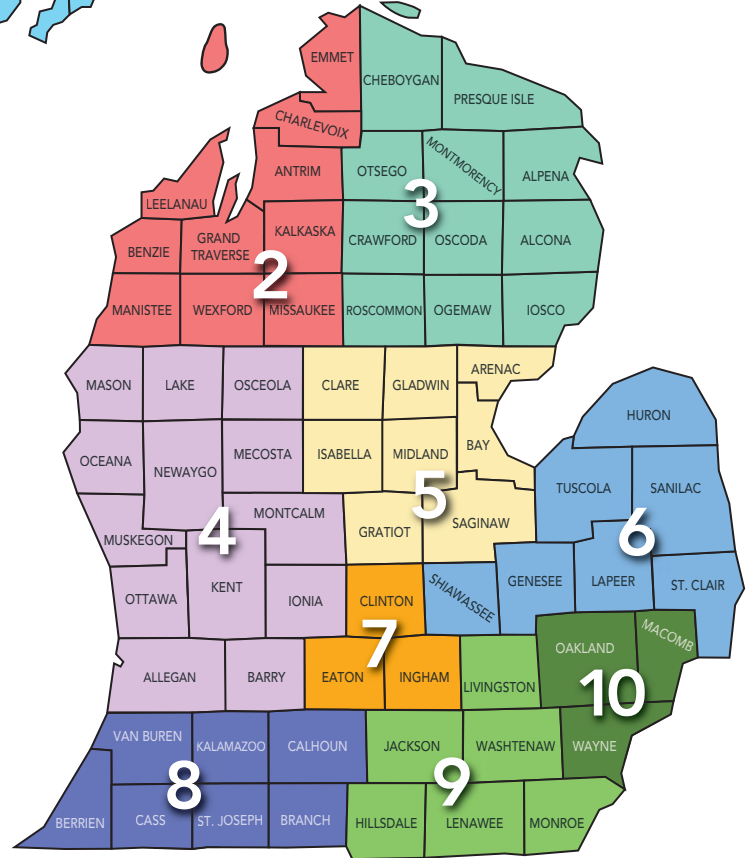 EMMET
CHEBOYGAN
PRESQUE ISLE
CHARLEVOIX
ANTRIM
OTSEGO
MONTMORENCY
ALPENA
3
LEELANAU
KALKASKA
CRAWFORD
OSCODA
ALCONA
BENZIE
GRAND
TRAVERSE
2
MANISTEE
WEXFORD
MISSAUKEE
ROSCOMMON
OGEMAW
IOSCO
MASON
LAKE
OSCEOLA
CLARE
GLADWIN
ARENAC
HURON
OCEANA
NEWAYGO
MECOSTA
ISABELLA
MIDLAND
BAY
5
TUSCOLA
SANILAC
MONTCALM
MUSKEGON
4
GRATIOT
SAGINAW
6
OTTAWA
KENT
IONIA
CLINTON
SHIAWASSEE
GENESEE
LAPEER
ST. CLAIR
7
OAKLAND
MACOMB
ALLEGAN
BARRY
EATON
INGHAM
LIVINGSTON
10
VAN BUREN
KALAMAZOO
CALHOUN
JACKSON
WASHTENAW
WAYNE
8
9
BERRIEN
CASS
ST. JOSEPH
BRANCH
HILLSDALE
LENAWEE
MONROE